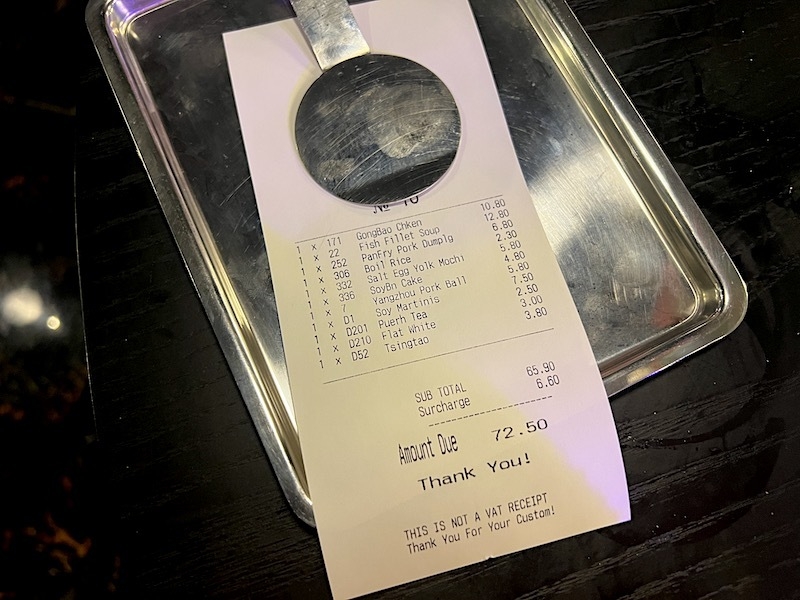 1 x 171 GongBao Chken 10.80
1 x 22 Fish Fillet Soup 12.80
1 x 252 PanFry Pork Dumplg 6.80
1 x 306 Boil Rice 2.30
1 x 332 Salt Egg Yolk Mochi 5.80
1 x 336 SoyBn Cake 4.80
1 x 7 Yangzhou Pork Ball 5.80
1 x D1 Soy Martinis 7.50
1 x D201 Puerh Tea 2.50
1 x D210 Flat White 3.00
1 x D52 Tsingtao 3.80
SUB TOTAL 65.90
Surcharge 6.60
Amount Due 72.50
Thank You!
THIS IS NOT A VAT RECEIPT
Thank You For Your Custom!